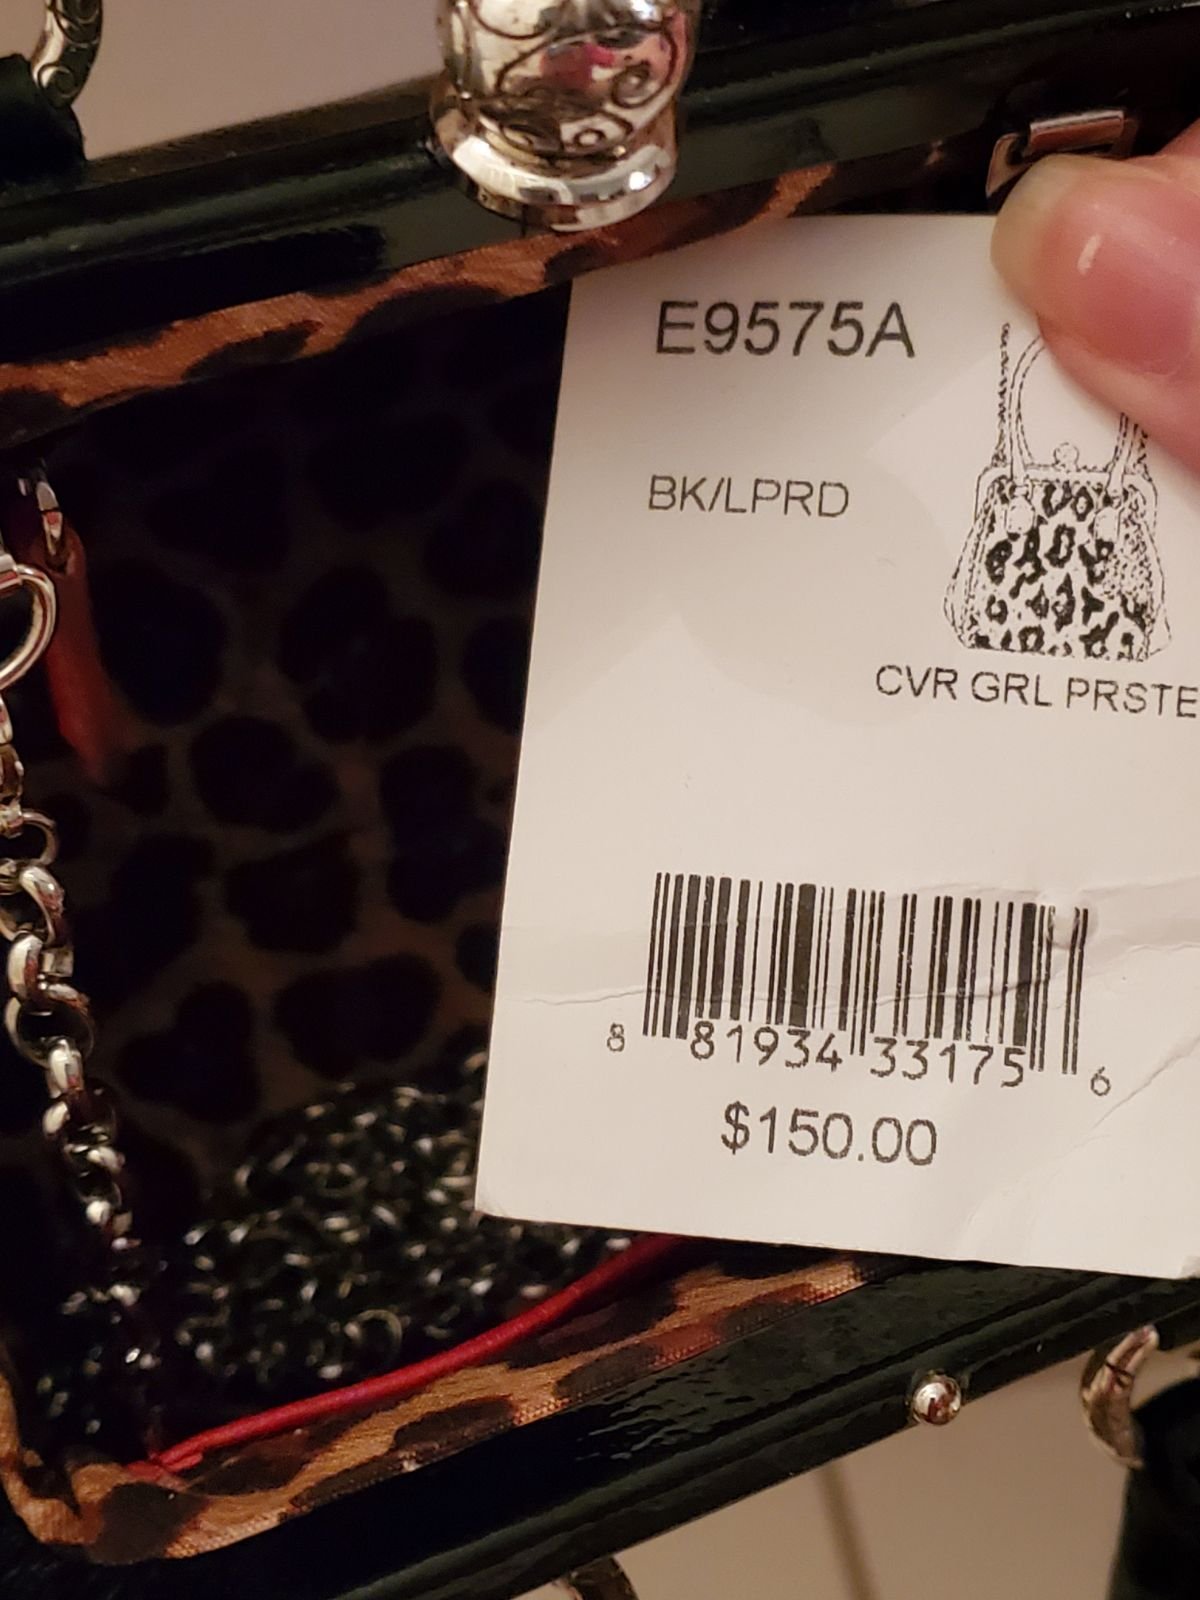 E9575A
BK/LPRD
CVR GRL PRSTE
8 81934 33175 6
$150.00